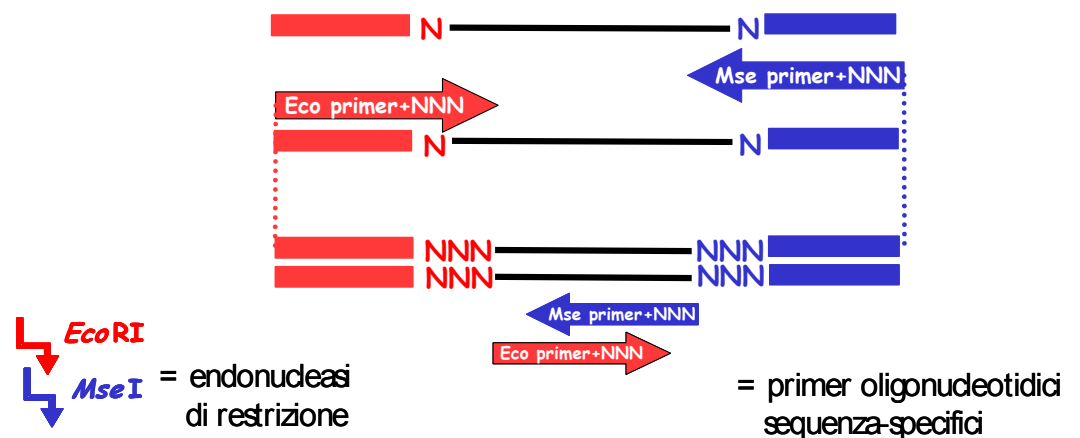 N N
Mse primer+NNN
Eco primer+NNN
N N
NNN NNN
NNN NNN
Mse primer+NNN
Eco primer+NNN
EcoRI
MseI
= endonucleasi
di restrizione
= primer oligonucleotidici
sequenza-specifici